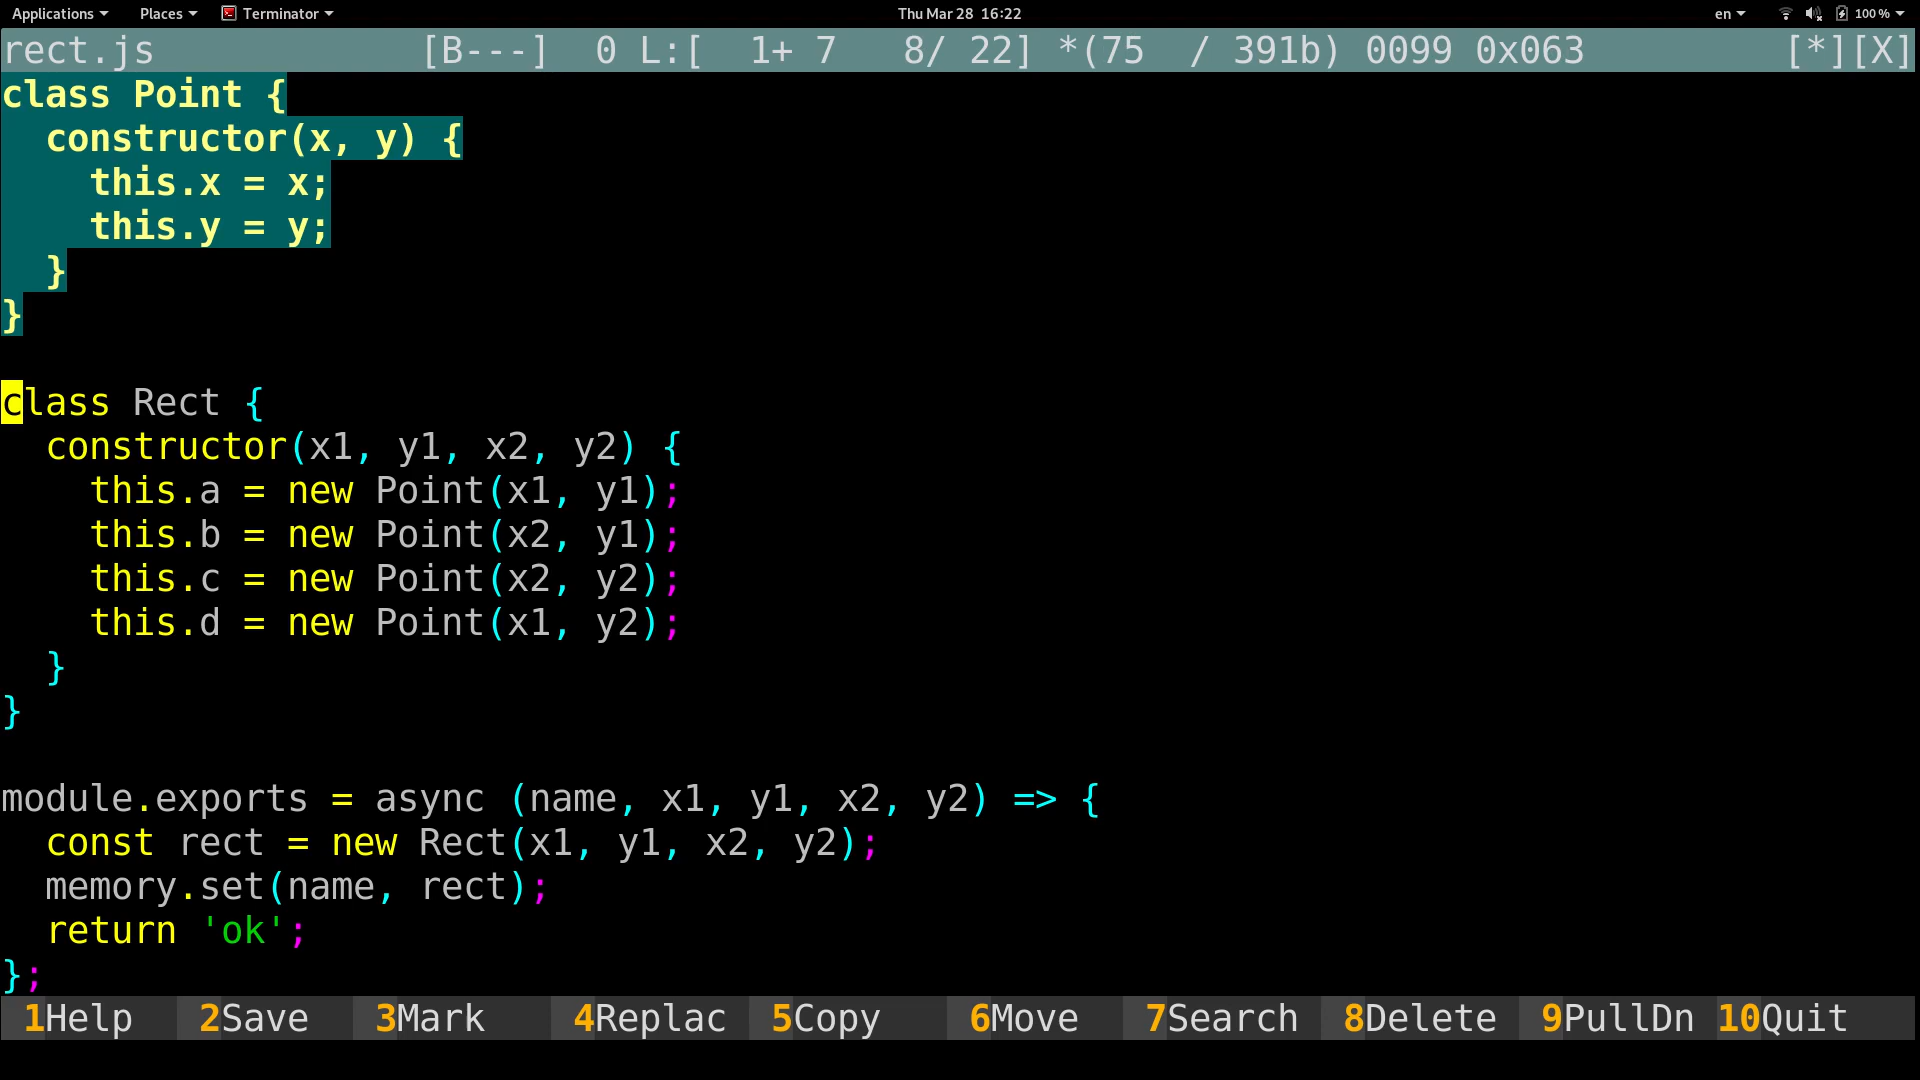 Applications Places Terminator Thu Mar 28 16:22 en 100 %
rect.js [B---] 0 L:[ 1+ 7 8/ 22] *(75 / 391b) 0099 0x063 [*][X]
class Point {
  constructor(x, y) {
    this.x = x;
    this.y = y;
  }
}
class Rect {
  constructor(x1, y1, x2, y2) {
    this.a = new Point(x1, y1);
    this.b = new Point(x2, y1);
    this.c = new Point(x2, y2);
    this.d = new Point(x1, y2);
  }
}
module.exports = async (name, x1, y1, x2, y2) => {
  const rect = new Rect(x1, y1, x2, y2);
  memory.set(name, rect);
  return 'ok';
};
1Help 2Save 3Mark 4Replac 5Copy 6Move 7Search 8Delete 9PullDn 10Quit